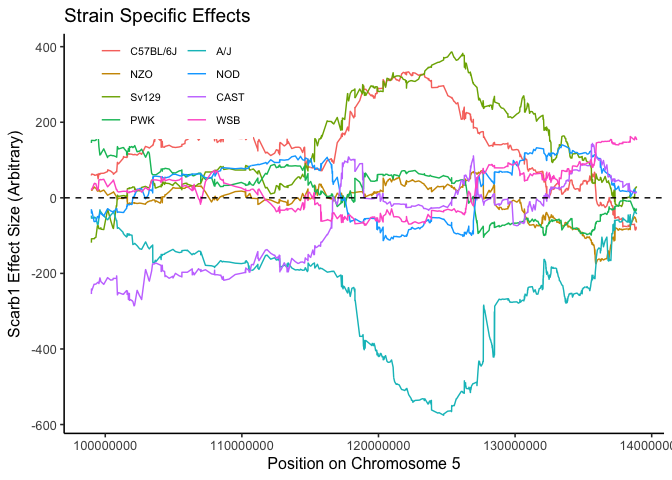 Strain Specific Effects
Scarb1 Effect Size (Arbitrary)
400
200
0
-200
-400
-600
C57BL/6J A/J
NZO NOD
Sv129 CAST
PWK WSB
100000000 110000000 120000000 130000000 14000000
Position on Chromosome 5